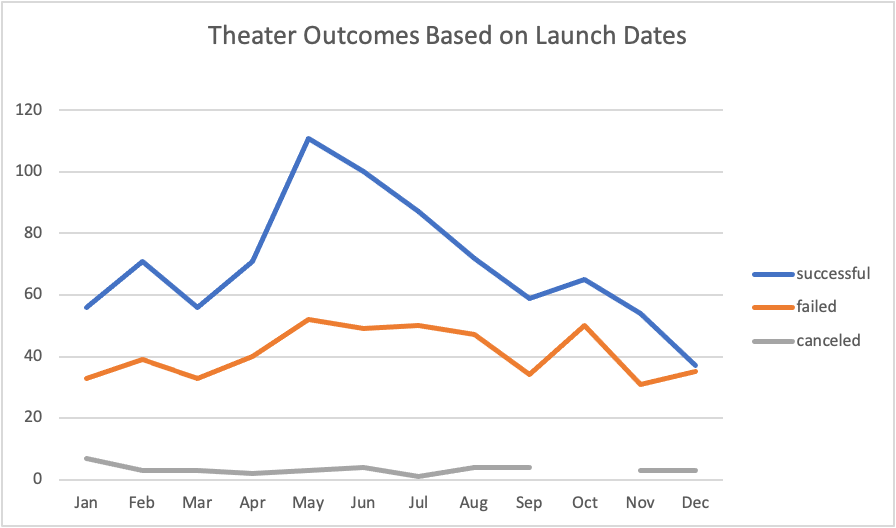 Theater Outcomes Based on Launch Dates
120
100
80
60
40
20
0
Jan Feb Mar Apr May Jun Jul Aug Sep Oct Nov Dec
successful
failed
canceled